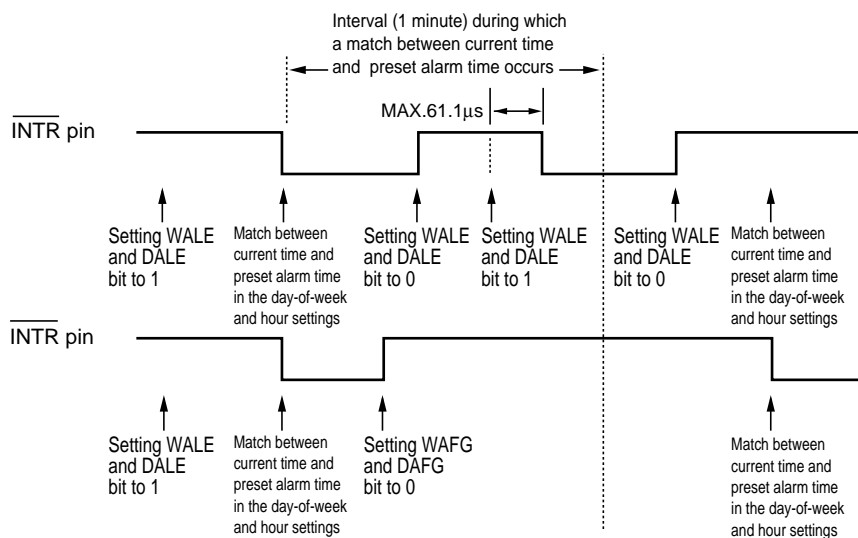 Interval (1 minute) during which
a match between current time
and preset alarm time occurs
MAX.61.1μs
INTR pin
Setting WALE
and DALE
bit to 1
Match between
current time and
preset alarm time
in the day-of-week
and hour settings
Setting WALE
and DALE
bit to 0
Setting WALE
and DALE
bit to 1
Setting WALE
and DALE
bit to 0
Match between
current time and
preset alarm time
in the day-of-week
and hour settings
INTR pin
Setting WALE
and DALE
bit to 1
Match between
current time and
preset alarm time
in the day-of-week
and hour settings
Setting WAFG
and DAFG
bit to 0
Match between
current time and
preset alarm time
in the day-of-week
and hour settings